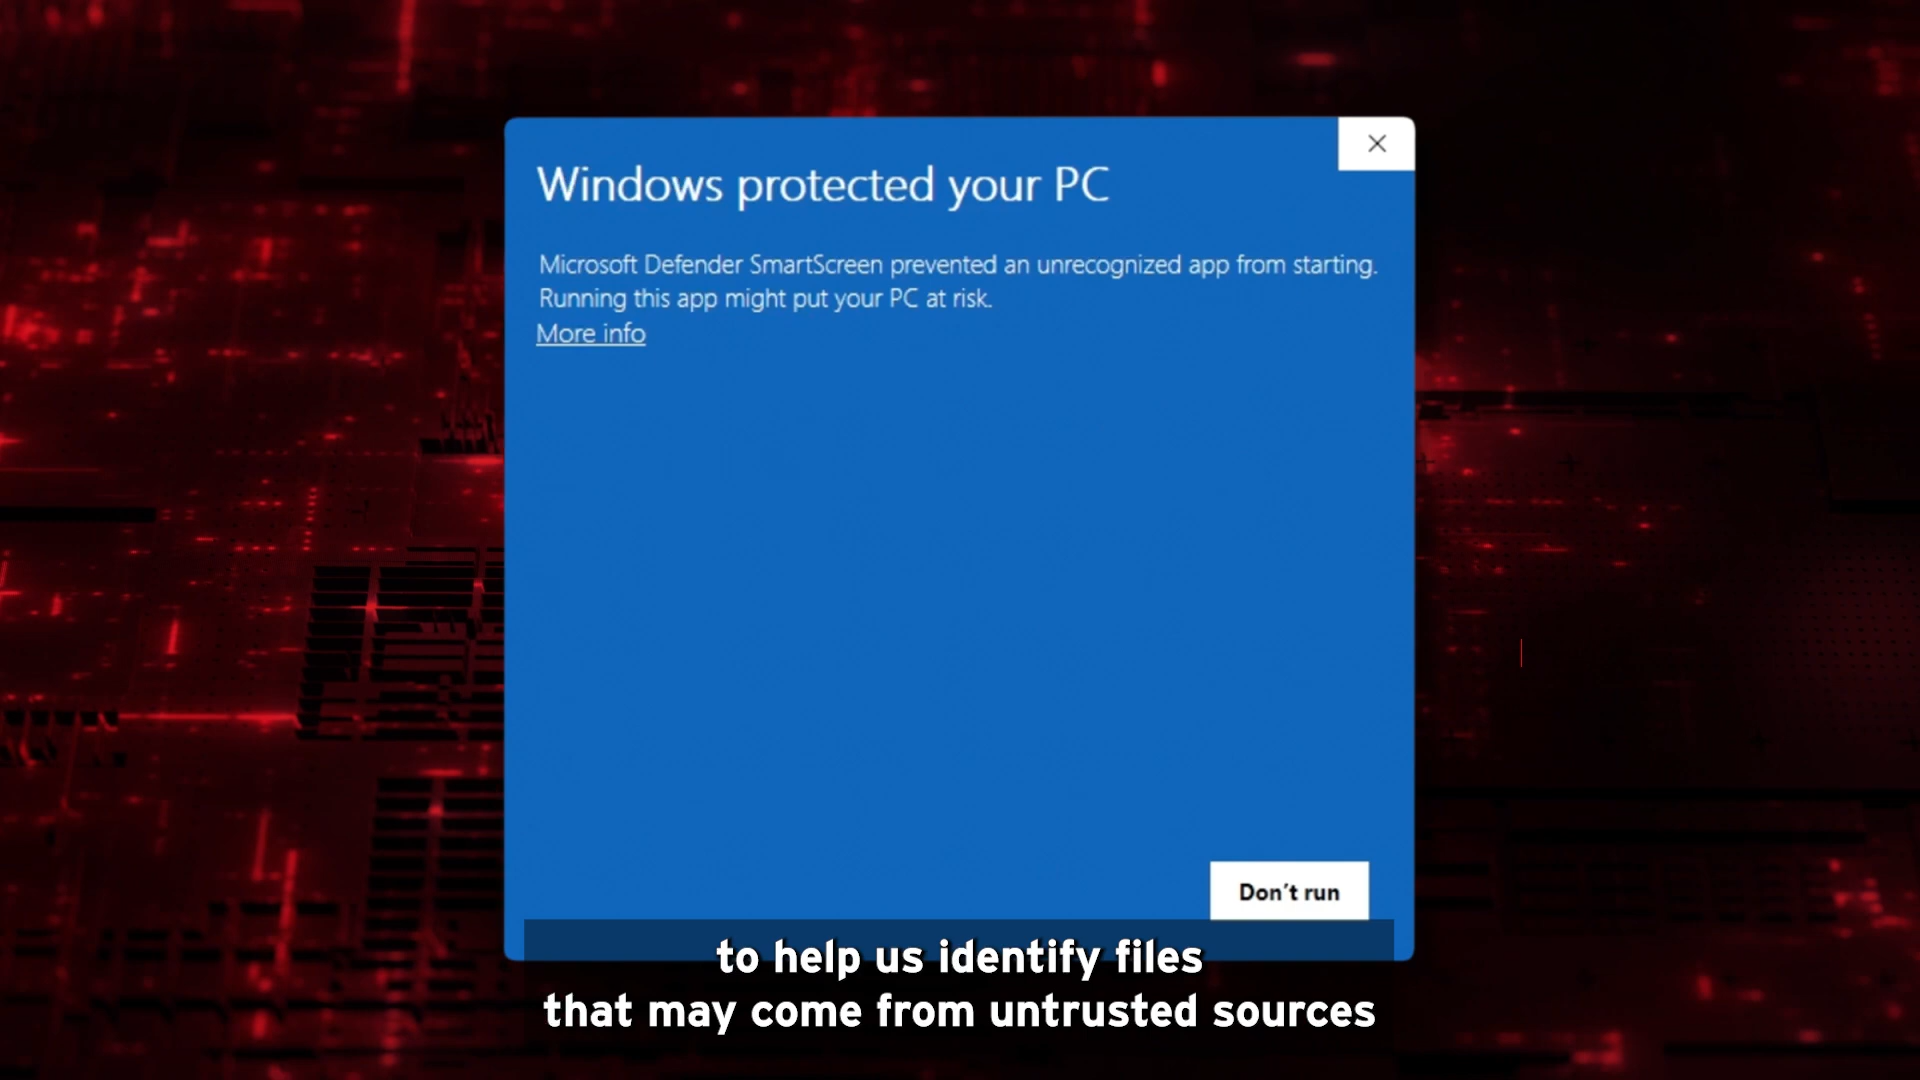 Windows protected your PC
Microsoft Defender SmartScreen prevented an unrecognized app from starting.
Running this app might put your PC at risk.
More info
Don't run
to help us identify files
that may come from untrusted sources